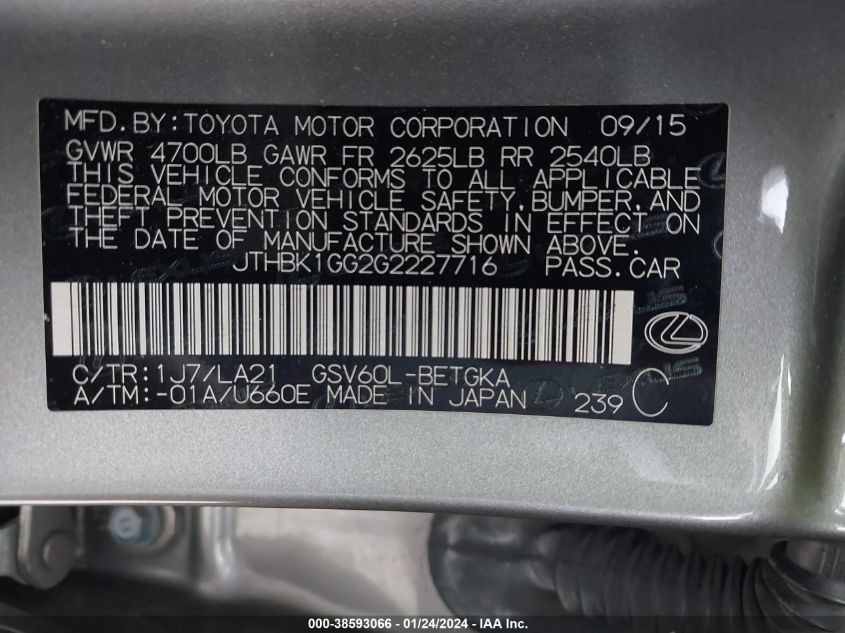 MFD.BY:TOYOTA MOTOR CORPORATION 09/15
GVWR 4700LB GAWR FR 2625LB RR 2540LB
THIS VEHICLE CONFORMS TO ALL APPLICABLE
FEDERAL MOTOR VEHICLE SAFETY,BUMPER,AND
THEFT PREVENTION STANDARDS IN EFFECT ON
THE DATE OF MANUFACTURE SHOWN ABOVE.
JTHBK1GG2G2227716 PASS.CAR
C/TR:1J7/LA21 GSV60L-BETGKA
A/TM:-01A/U660E MADE IN JAPAN 239 C
000-38593066 / 01/24/2024 - IAA Inc.